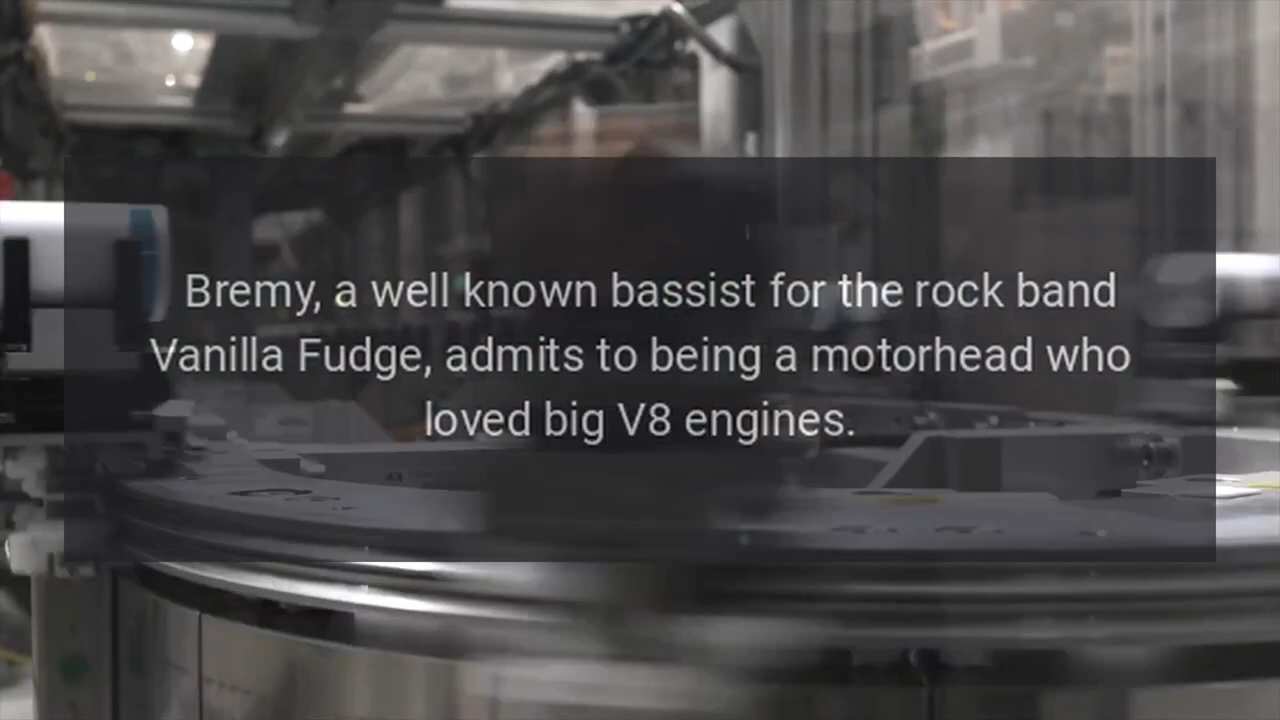 Bremy, a well known bassist for the rock band
Vanilla Fudge, admits to being a motorhead who
loved big V8 engines.